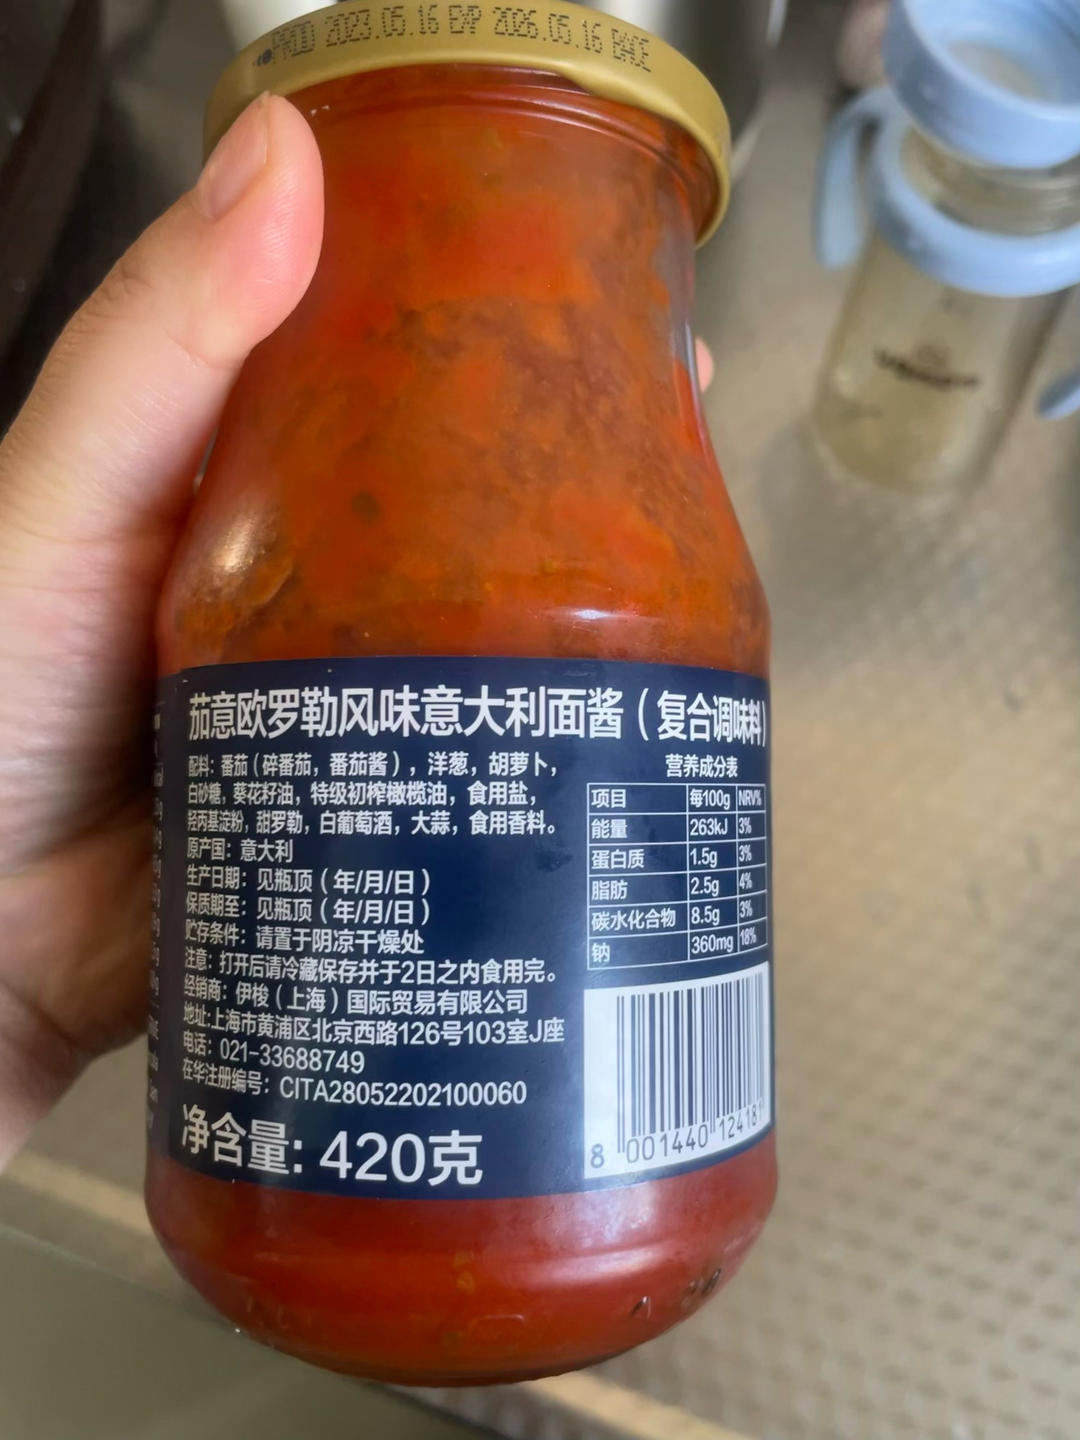 PROD 2023.05.16 EXP 2026.05.16
茄意欧罗勒风味意大利面酱（复合调味料）
配料：番茄（碎番茄，番茄酱），洋葱，胡萝卜，
白砂糖，葵花籽油，特级初榨橄榄油，食用盐，
羟丙基淀粉，甜罗勒，白葡萄酒，大蒜，食用香料。
原产国：意大利
生产日期：见瓶顶（年/月/日）
保质期至：见瓶顶（年/月/日）
贮存条件：请置于阴凉干燥处
注意：打开后请冷藏保存并于2日之内食用完。
经销商：伊梭（上海）国际贸易有限公司
地址:上海市黄浦区北京西路126号103室J座
电话：021-33688749
在华注册编号：CITA28052202100060
净含量: 420克
营养成分表
项目 每100g NRV%
能量 263kJ 3%
蛋白质 1.5g 3%
脂肪 2.5g 4%
碳水化合物 8.5g 3%
钠 360mg 18%
8 001440 124181